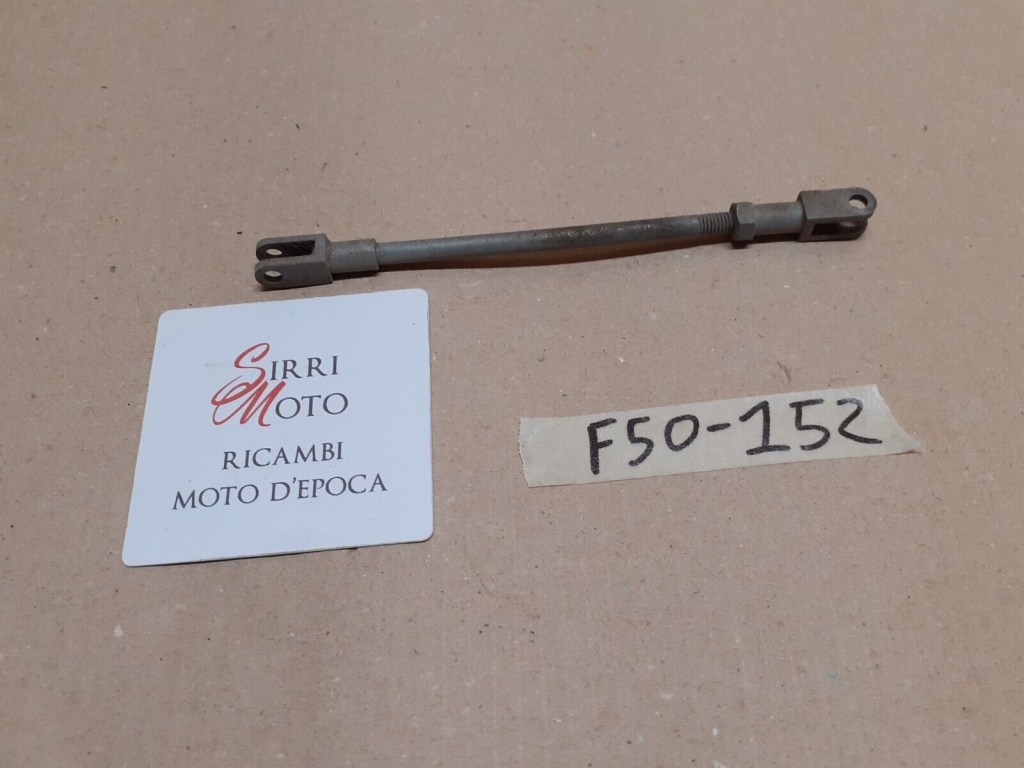 SIRRI
MOTO
RICAMBI
MOTO D'EPOCA
F50-152